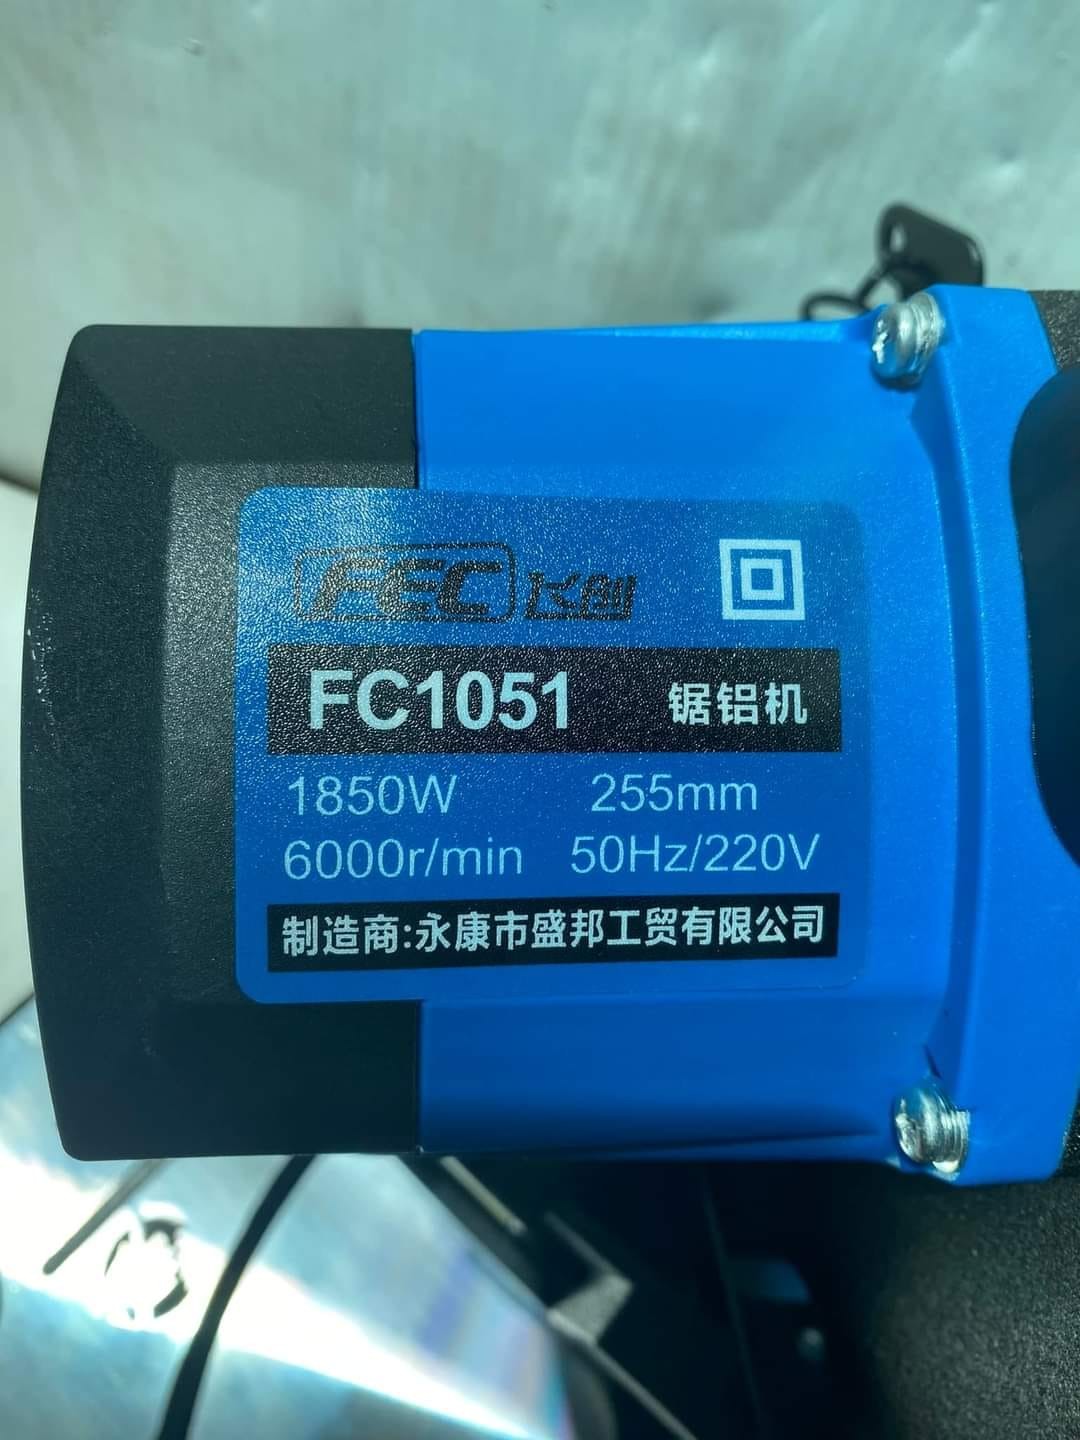 FEC 飞创
FC1051 锯铝机
1850W 255mm
6000r/min 50Hz/220V
制造商:永康市盛邦工贸有限公司